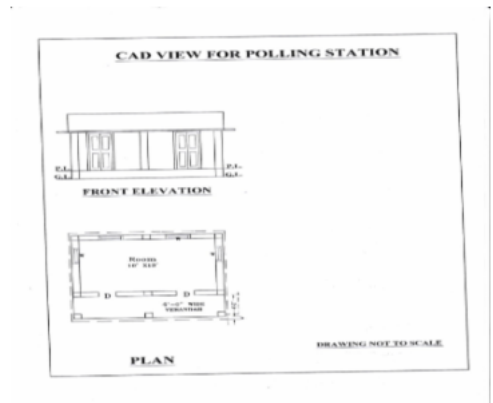 CAD VIEW FOR POLLING STATION
P.L P.L
G.L G.L
FRONT ELEVATION
Room
D D
WIDE
VERANDAH
DRAWING NOT TO SCALE
PLAN